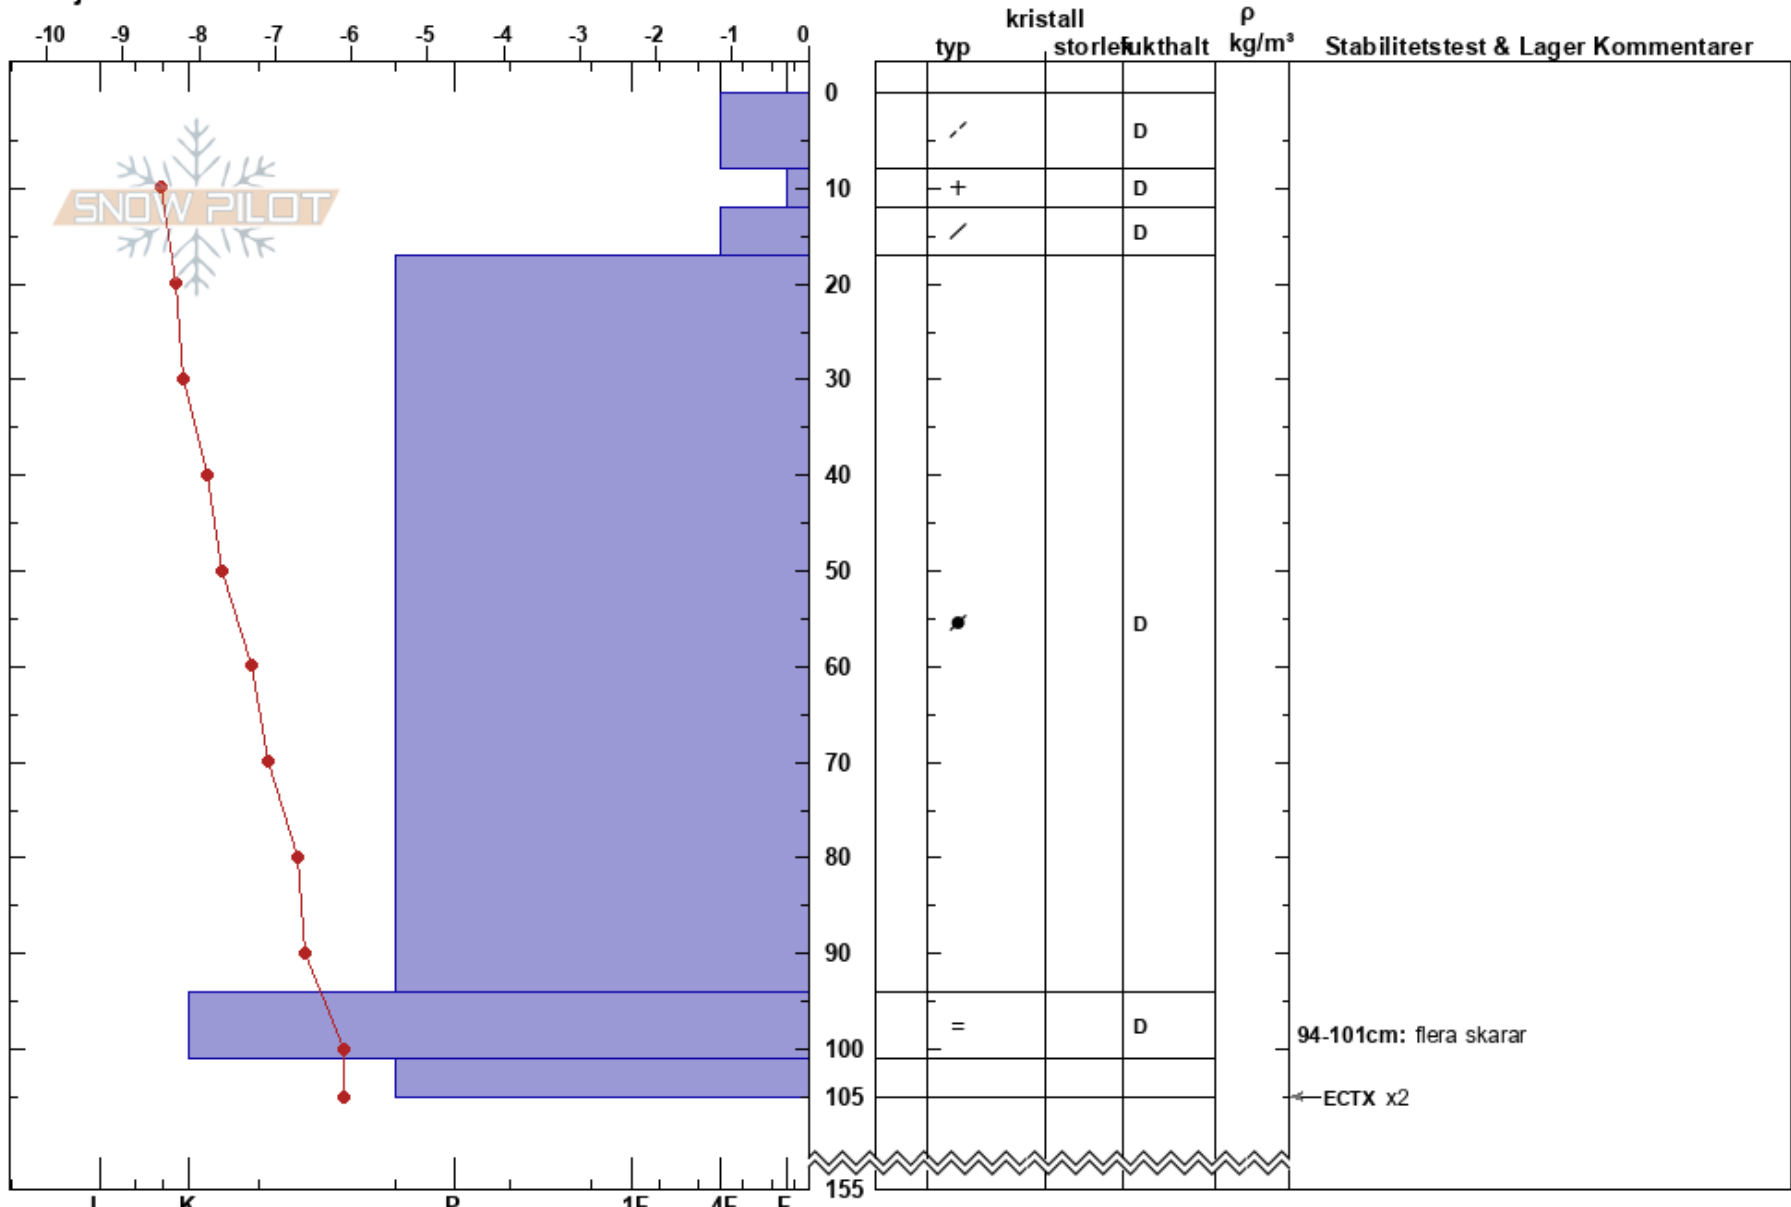 kristall ρ
-10 -9 -8 -7 -6 -5 -4 -3 -2 -1 0
typ storlek fukthalt kg/m³ Stabilitetstest & Lager Kommentarer
0
D
SNOW PILOT
10 + D
D
20
30
40
50
D
60
70
80
90
= D
94-101cm: flera skarar
100
105 ECTX x2
155
I K P 1F 4F F